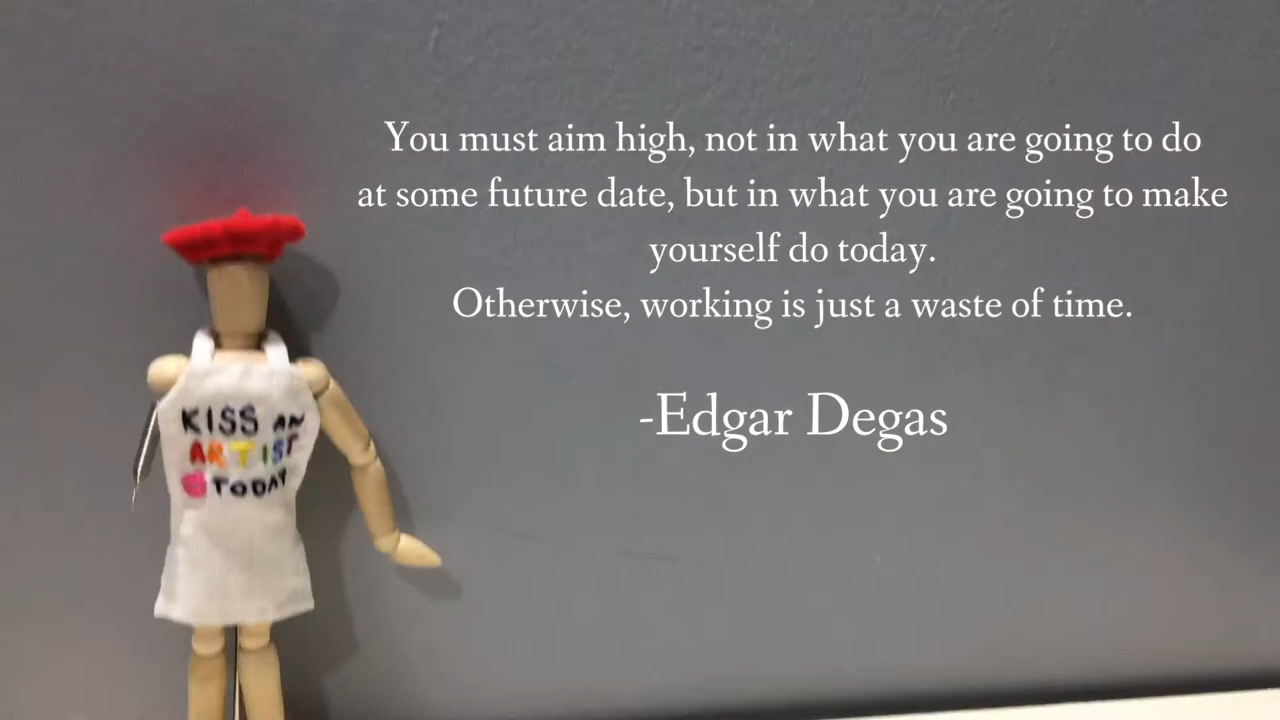 You must aim high, not in what you are going to do
at some future date, but in what you are going to make
yourself do today.
Otherwise, working is just a waste of time.
-Edgar Degas
KISS AN
ARTIST
TODAY